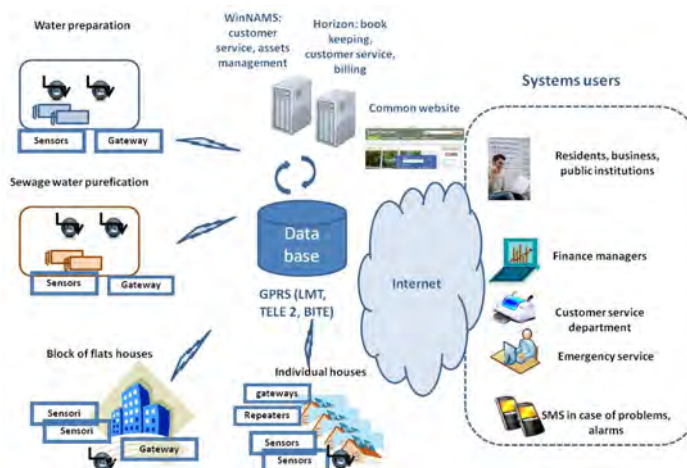 Water preparation
Sensors
Gateway
Sewage water purefication
Sensors
Gateway
Block of flats houses
Sensori
Sensori
Gateway
WinNAMS:
customer
service, assets
management
Horizon: book
keeping,
customer service,
billing
Common website
Data
base
GPRS (LMT,
TELE 2, BITE)
Individual houses
gateways
Repeaters
Sensors
Sensors
Internet
Systems users
Residents, business,
public institutions
Finance managers
Customer service
department
Emergency service
SMS in case of problems,
alarms